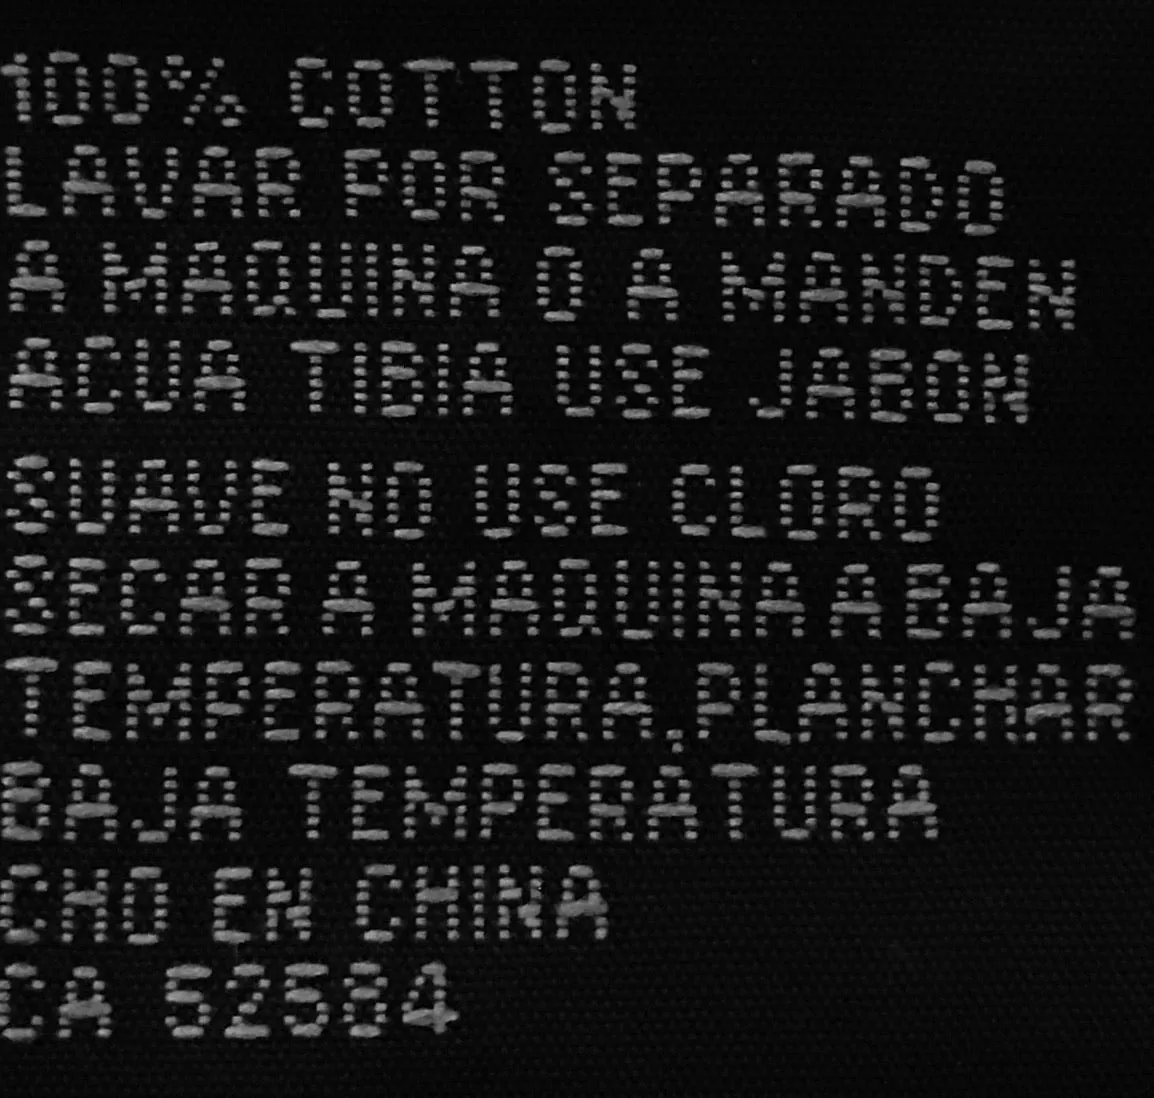 100% COTTON
LAVAR POR SEPARADO
A MAQUINA O A MANDEN
ACUA TIBIA USE JABON
SUAVE NO USE CLORO
SECAR A MAQUINA A BAJA
TEMPERATURA.PLANCHAR
BAJA TEMPERATURA
CHO EN CHINA
CA 52584